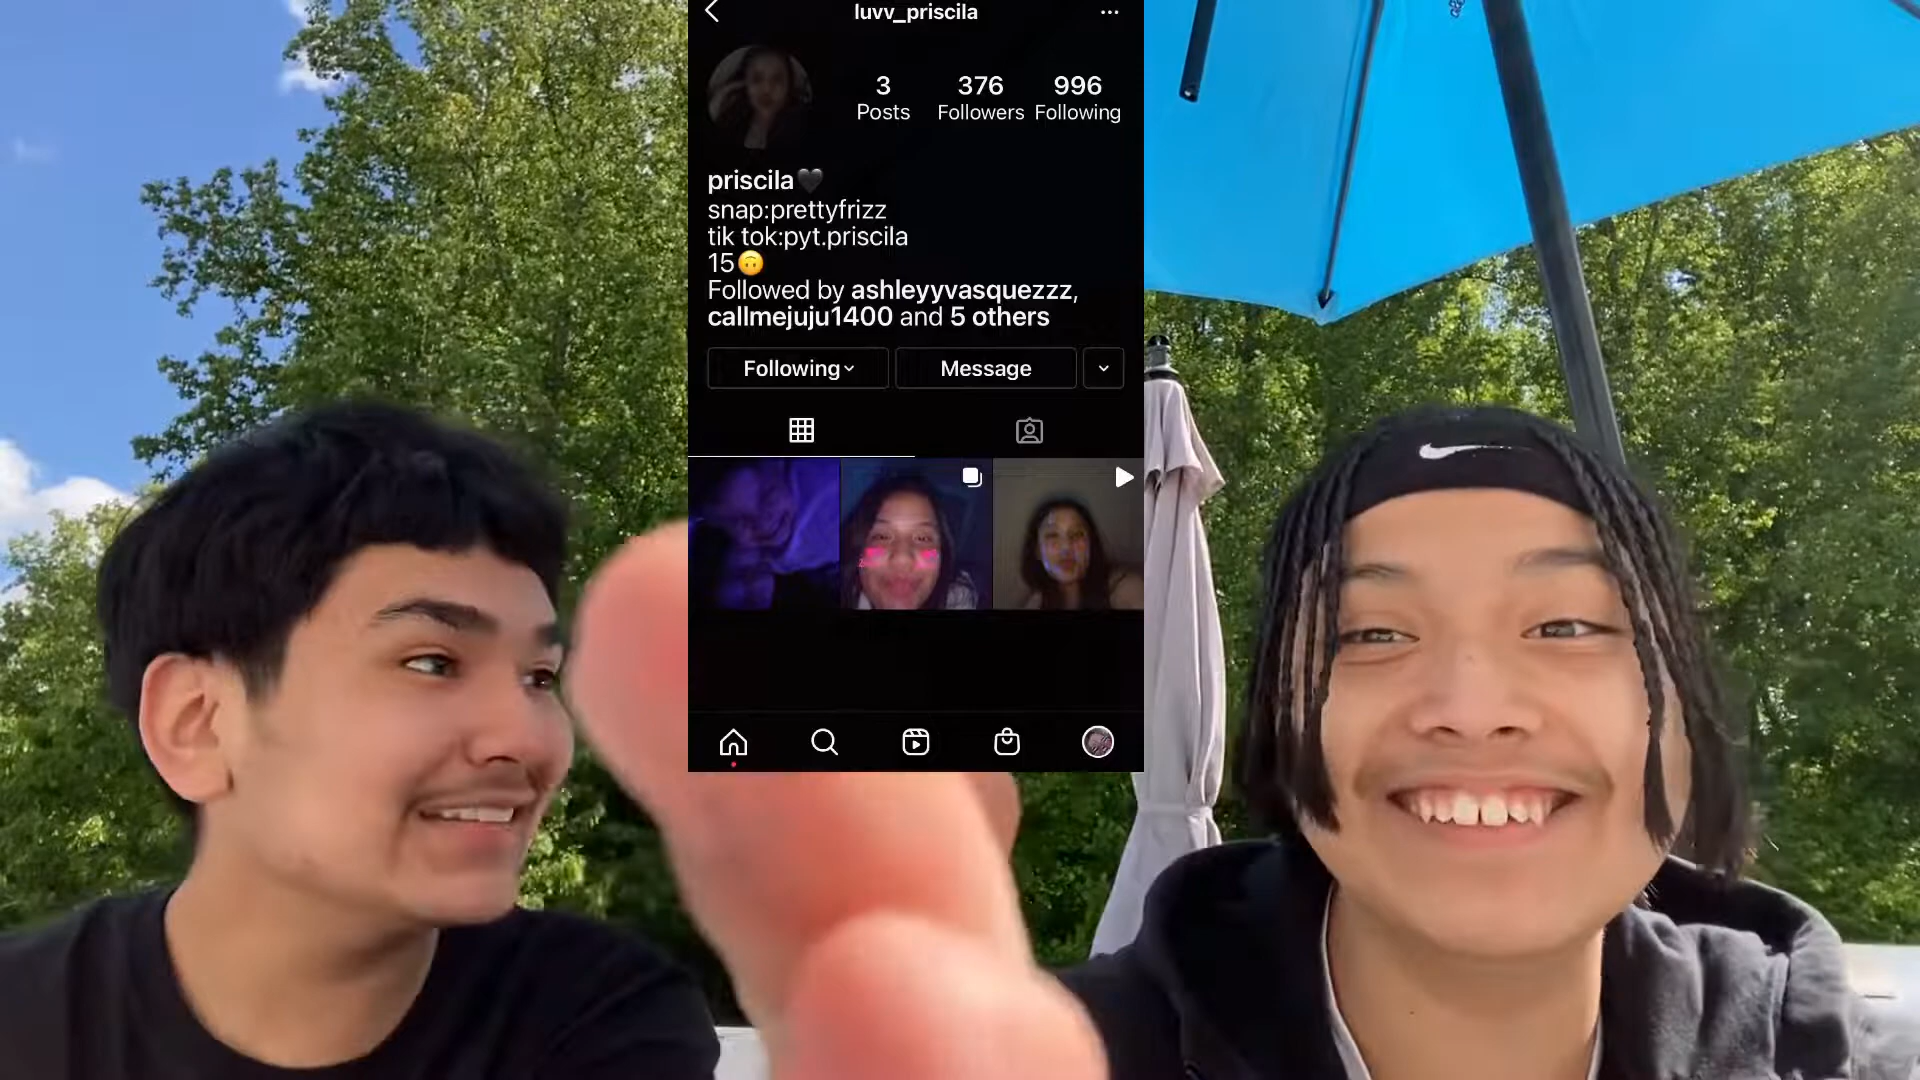 luvv_priscila
3 376 996
Posts Followers Following
priscila🖤
snap:prettyfrizz
tik tok:pyt.priscila
15🙃
Followed by ashleyyvasquezzz,
callmejuju1400 and 5 others
Following Message